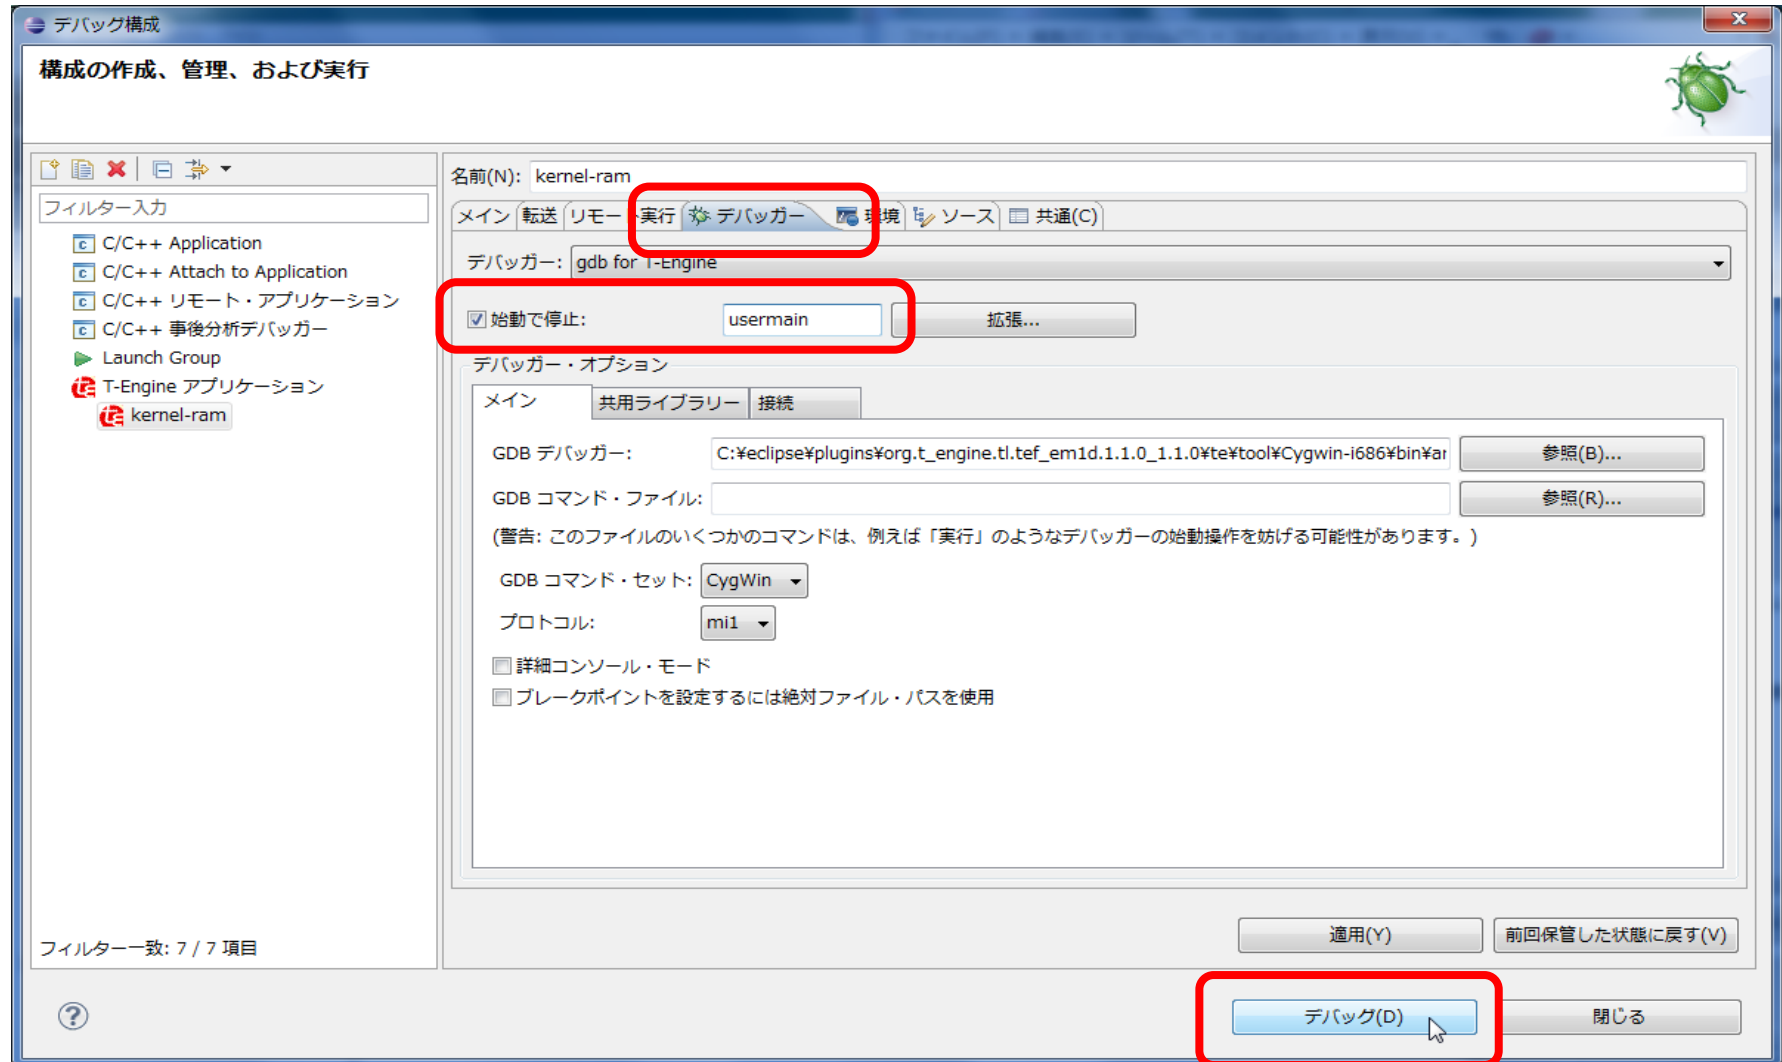 デバッグ構成
構成の作成、管理、および実行
フィルター入力
C/C++ Application
C/C++ Attach to Application
C/C++ リモート・アプリケーション
C/C++ 事後分析デバッガー
Launch Group
T-Engine アプリケーション
kernel-ram
フィルター一致: 7 / 7 項目
名前(N): kernel-ram
メイン 転送 リモー 実行 デバッガー 環境 ソース 共通(C)
デバッガー: gdb for T-Engine
始動で停止: usermain 拡張...
デバッガー・オプション
メイン 共用ライブラリー 接続
GDB デバッガー: C:¥eclipse¥plugins¥org.t_engine.tl.tef_em1d.1.1.0_1.1.0¥te¥tool¥Cygwin-i686¥bin¥ar 参照(B)...
GDB コマンド・ファイル: 参照(R)...
(警告: このファイルのいくつかのコマンドは、例えば「実行」のようなデバッガーの始動操作を妨げる可能性があります。)
GDB コマンド・セット: CygWin
プロトコル: mi1
詳細コンソール・モード
ブレークポイントを設定するには絶対ファイル・パスを使用
適用(Y) 前回保管した状態に戻す(V)
デバッグ(D) 閉じる